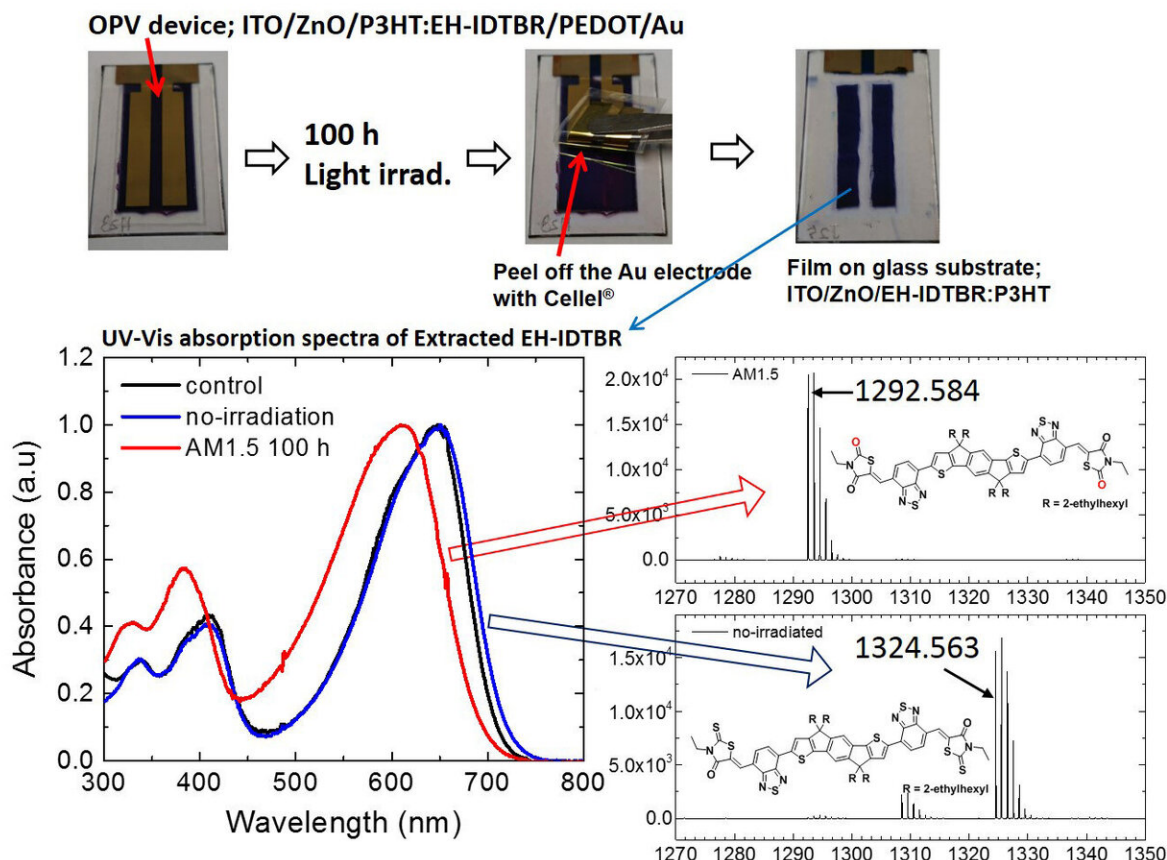 OPV device; ITO/ZnO/P3HT:EH-IDTBR/PEDOT/Au
100 h
Light irrad.
Peel off the Au electrode
with Cellel®
Film on glass substrate;
ITO/ZnO/EH-IDTBR:P3HT
UV-Vis absorption spectra of Extracted EH-IDTBR
Absorbance (a.u)
1.2
1.0
0.8
0.6
0.4
0.2
0.0
control
no-irradiation
AM1.5 100 h
300 400 500 600 700 800
Wavelength (nm)
2.0x10⁴
1.5x10⁴
1.0x10⁴
5.0x10³
0.0
AM1.5
1292.584
R = 2-ethylhexyl
1270 1280 1290 1300 1310 1320 1330 1340 1350
1.5x10⁴
1.0x10⁴
5.0x10³
0.0
no-irradiated
1324.563
R = 2-ethylhexyl
1270 1280 1290 1300 1310 1320 1330 1340 1350